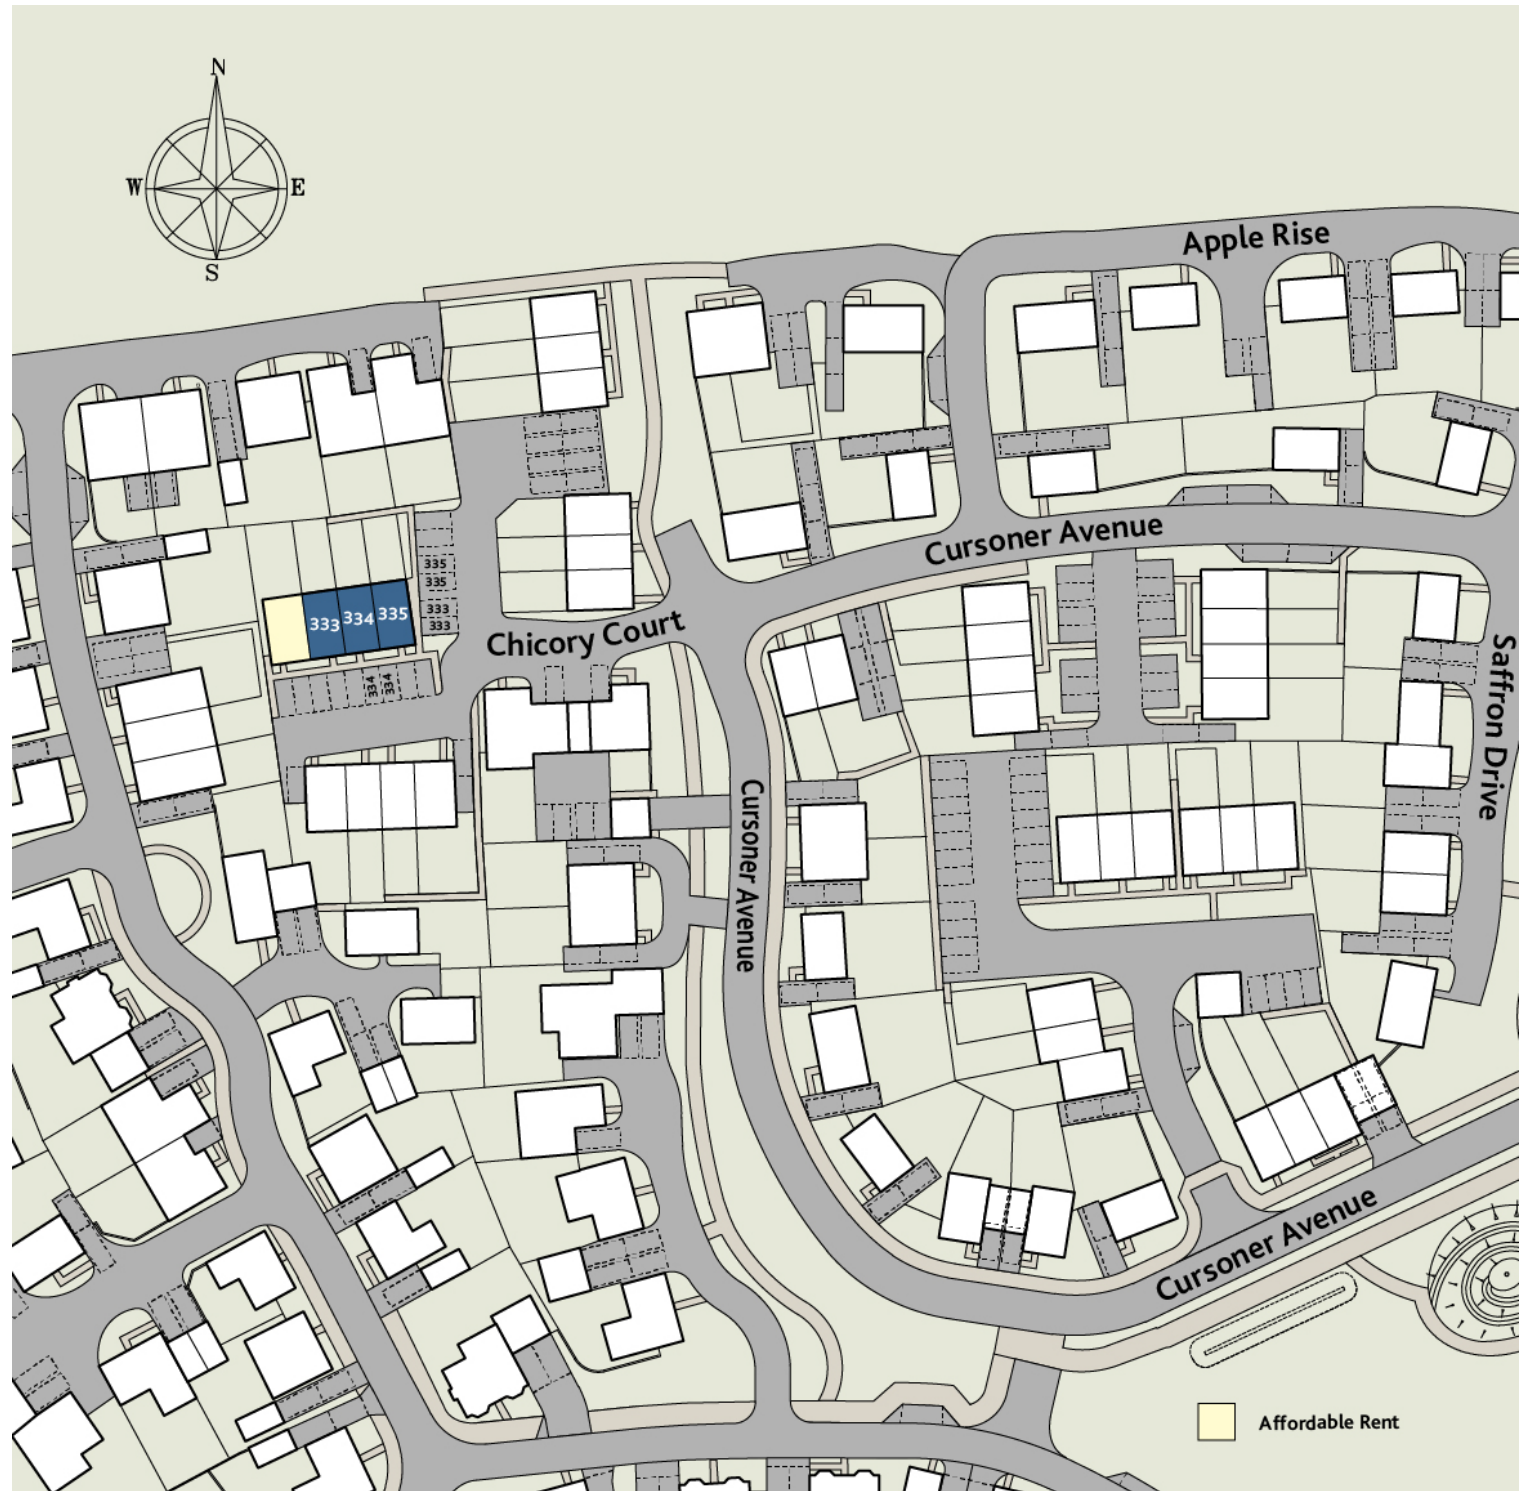 N
W
E
S
Apple Rise
Cursoner Avenue
335
335
333
333
333
334
335
Chicory Court
334
334
Saffron Drive
Cursoner Avenue
Cursoner Avenue
Affordable Rent